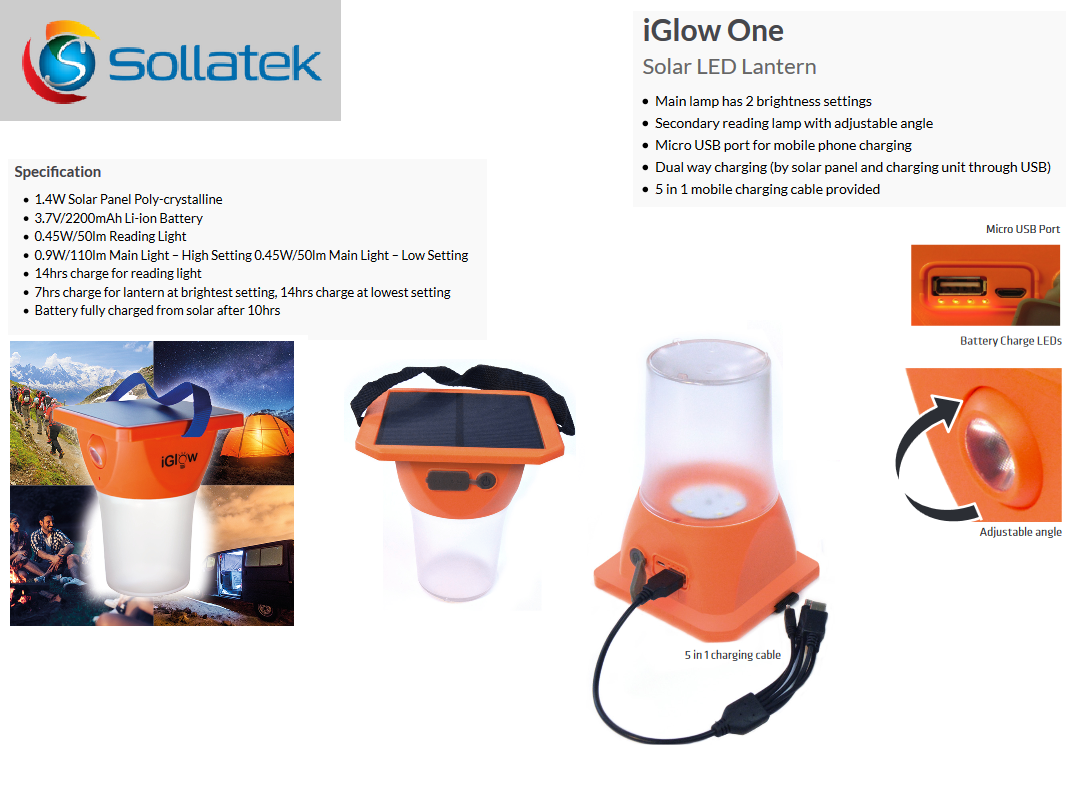 Sollatek
iGlow One
Solar LED Lantern
Main lamp has 2 brightness settings
Secondary reading lamp with adjustable angle
Micro USB port for mobile phone charging
Dual way charging (by solar panel and charging unit through USB)
5 in 1 mobile charging cable provided
Specification
1.4W Solar Panel Poly-crystalline
3.7V/2200mAh Li-ion Battery
0.45W/50lm Reading Light
0.9W/110lm Main Light – High Setting 0.45W/50lm Main Light – Low Setting
14hrs charge for reading light
7hrs charge for lantern at brightest setting, 14hrs charge at lowest setting
Battery fully charged from solar after 10hrs
Micro USB Port
Battery Charge LEDs
iGlow
Adjustable angle
5 in 1 charging cable